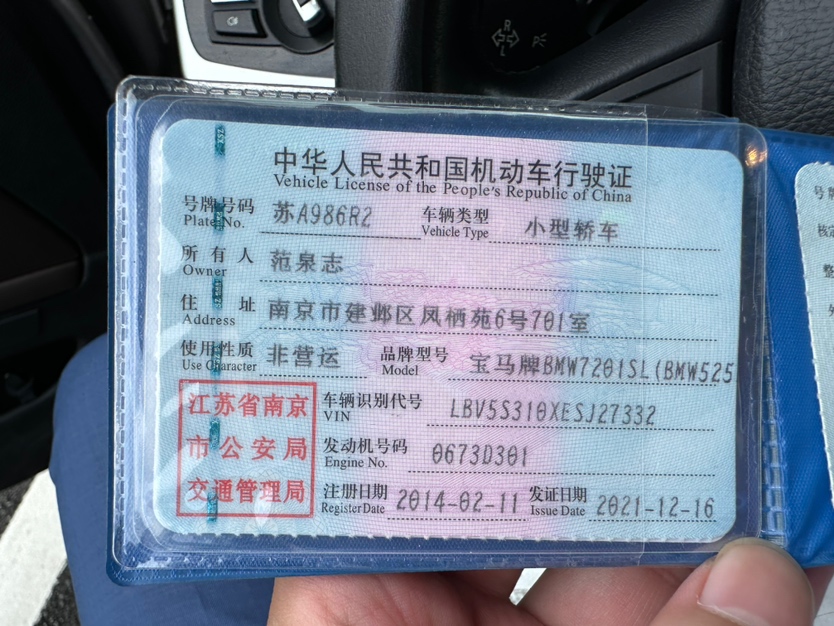 中华人民共和国机动车行驶证
Vehicle License of the People's Republic of China
号牌号码 苏A986R2 车辆类型 小型轿车
Plate No. Vehicle Type
所有人 范泉志
Owner
住址 南京市建邺区凤栖苑6号701室
Address
使用性质 非营运 品牌型号 宝马牌BMW7201SL(BMW525
Use Character Model
江苏省南京
市公安局
交通管理局
车辆识别代号 LBV5S310XESJ27332
VIN
发动机号码 0673D301
Engine No.
注册日期 2014-02-11 发证日期 2021-12-16
Register Date Issue Date
R
L